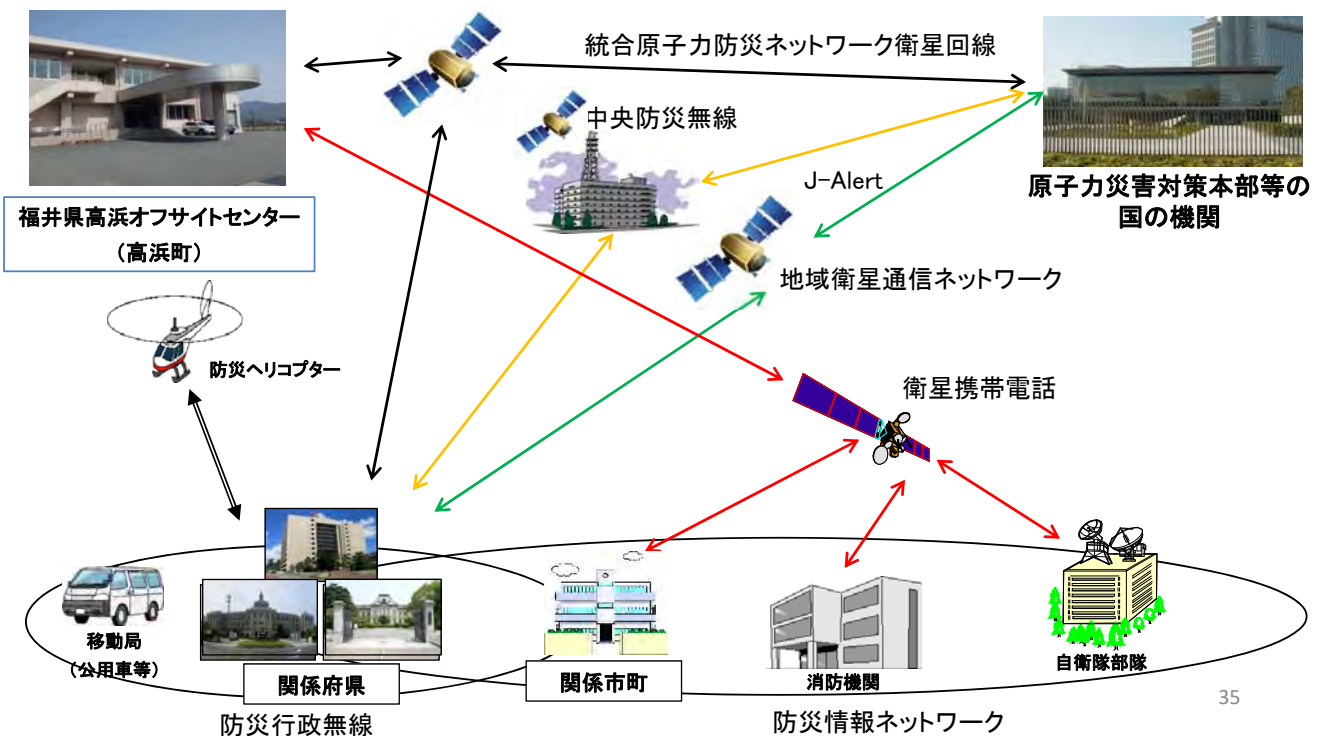 統合原子力防災ネットワーク衛星回線
中央防災無線
J-Alert
原子力災害対策本部等の
国の機関
福井県高浜オフサイトセンター
（高浜町）
地域衛星通信ネットワーク
防災ヘリコプター
衛星携帯電話
移動局
（公用車等）
関係府県
関係市町
消防機関
自衛隊部隊
防災行政無線
防災情報ネットワーク
35